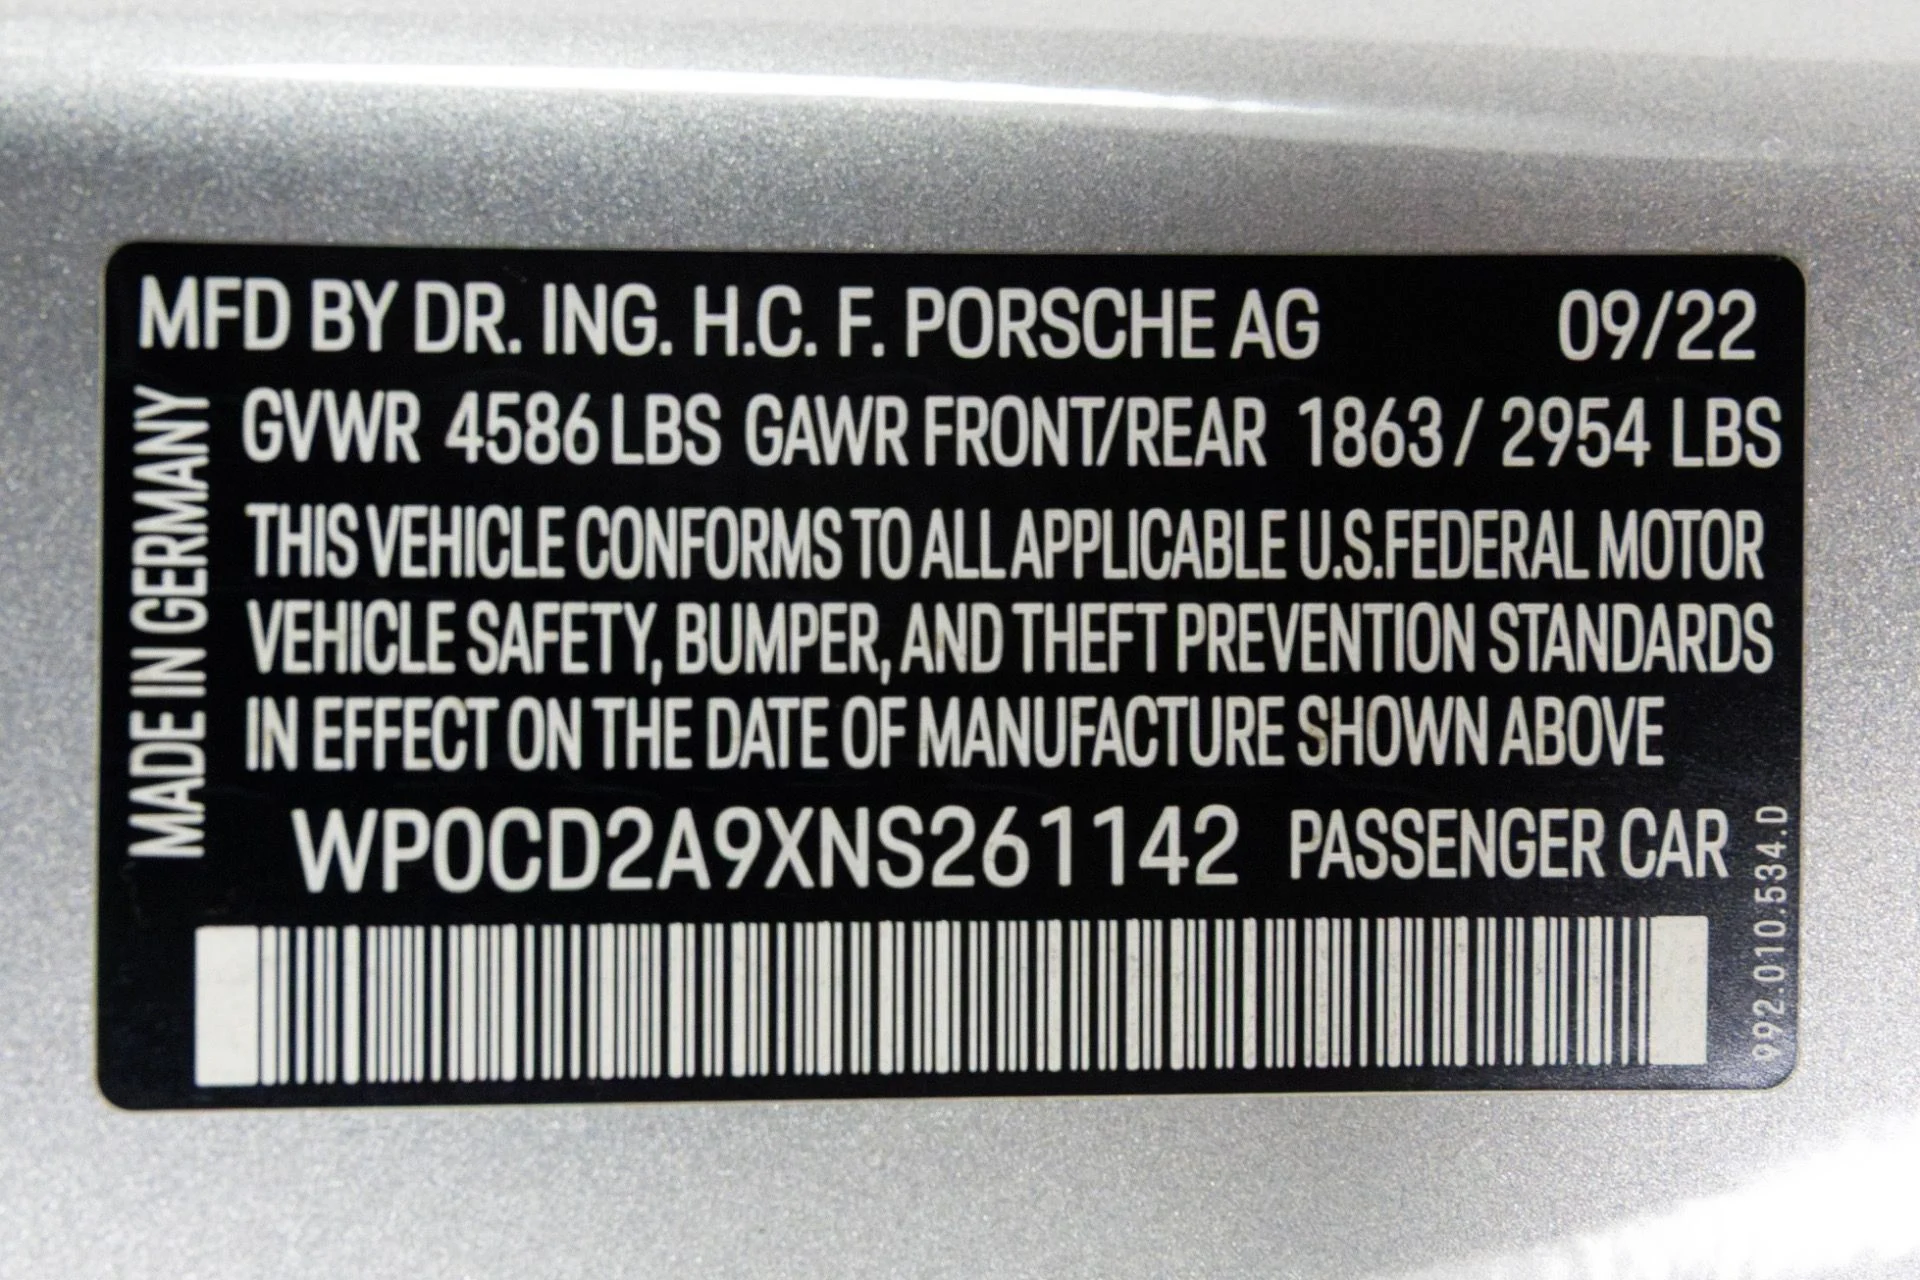 MFD BY DR. ING. H.C. F. PORSCHE AG 09/22
GVWR 4586 LBS GAWR FRONT/REAR 1863 / 2954 LBS
THIS VEHICLE CONFORMS TO ALL APPLICABLE U.S.FEDERAL MOTOR
VEHICLE SAFETY, BUMPER, AND THEFT PREVENTION STANDARDS
IN EFFECT ON THE DATE OF MANUFACTURE SHOWN ABOVE
WP0CD2A9XNS261142 PASSENGER CAR
MADE IN GERMANY
992.010.534.D